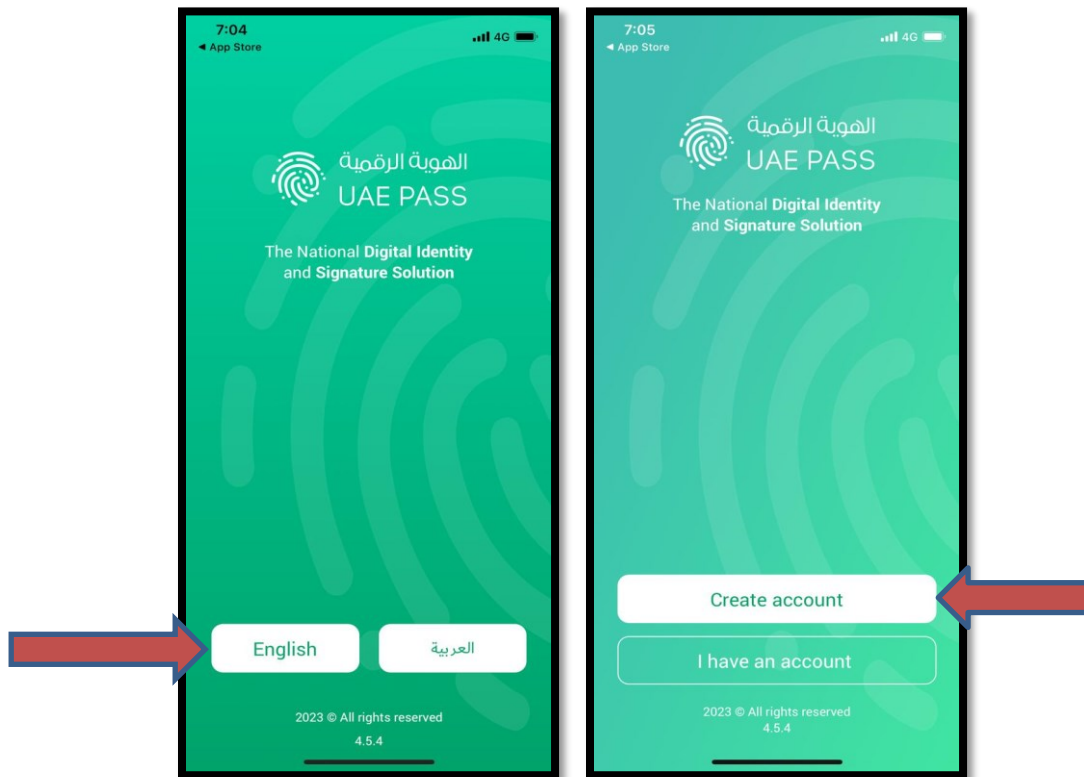 7:04
◀ App Store
4G
الهوية الرقمية
UAE PASS
The National Digital Identity
and Signature Solution
English
العربية
2023 © All rights reserved
4.5.4
7:05
◀ App Store
4G
الهوية الرقمية
UAE PASS
The National Digital Identity
and Signature Solution
Create account
I have an account
2023 © All rights reserved
4.5.4